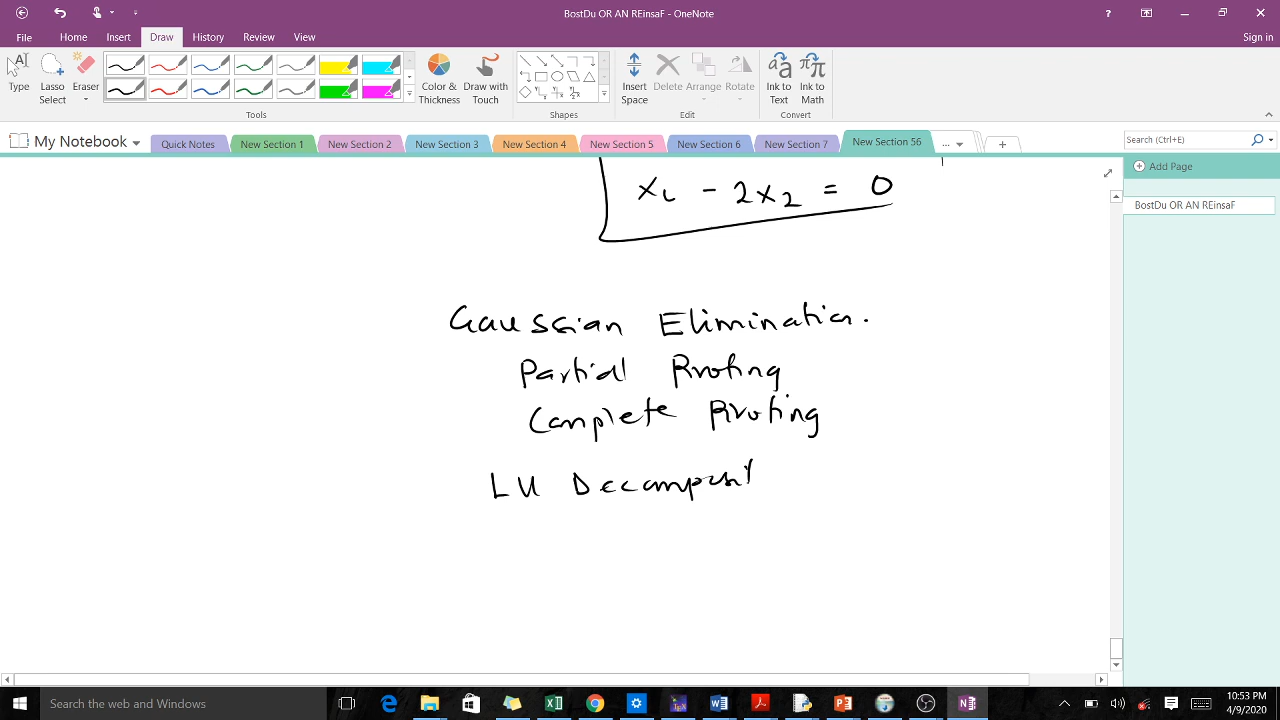 BostDu OR AN REinsaF - OneNote
File Home Insert Draw History Review View
Sign in
Type
Lasso Select
Eraser
Color & Thickness
Draw with Touch
Insert Space
Delete
Arrange
Rotate
Ink to Text
Ink to Math
Tools
Shapes
Edit
Convert
My Notebook
Quick Notes
New Section 1
New Section 2
New Section 3
New Section 4
New Section 5
New Section 6
New Section 7
New Section 56
...
Search (Ctrl+E)
Add Page
BostDu OR AN REinsaF
- 2x2 = 0
Gaussian Elimination.
Partial
Complete
LU
Search the web and Windows
10:53 PM
4/9/2020